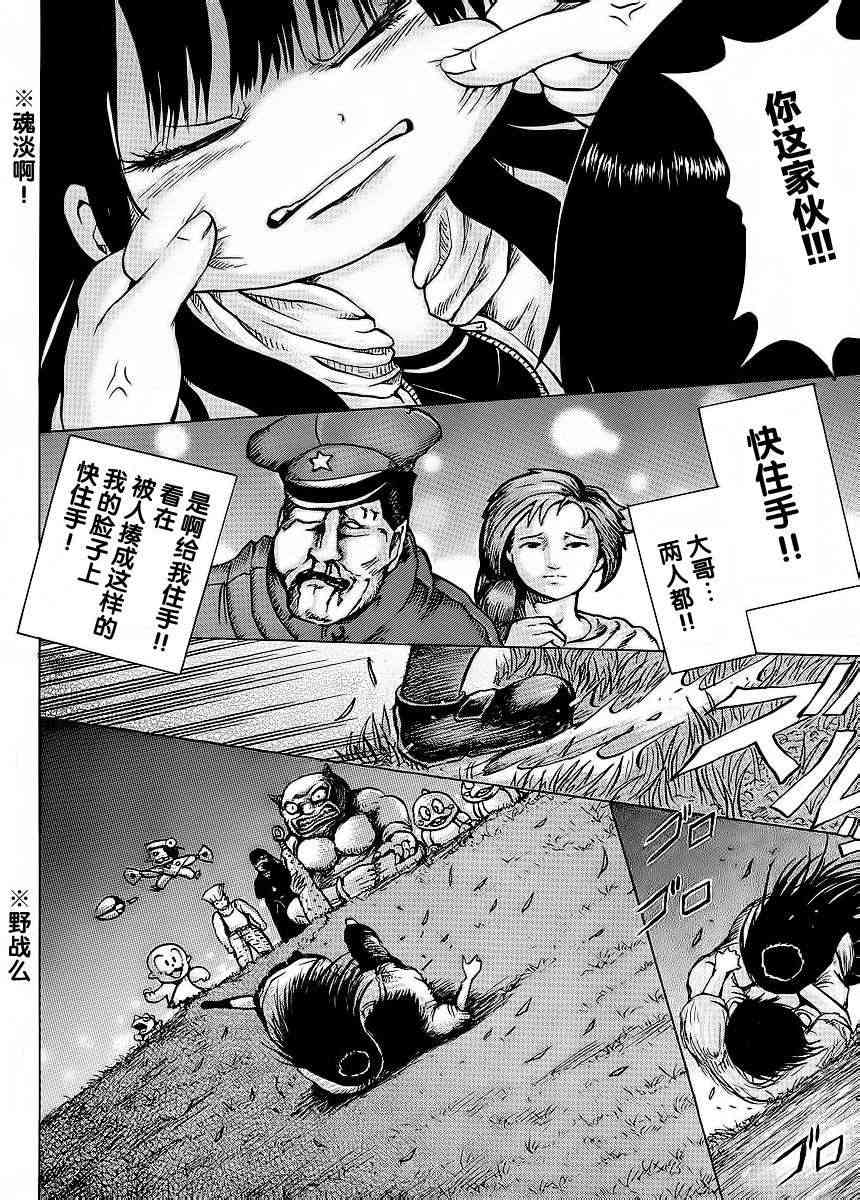 你这家伙!!!
※魂淡啊!
快住手!!
大哥…
两人都!!
是啊给我住手!!
看在
被人揍成这样的
我的脸子上
快住手!
ズル
ゴロ
ゴロ
※野战么
ゴロ